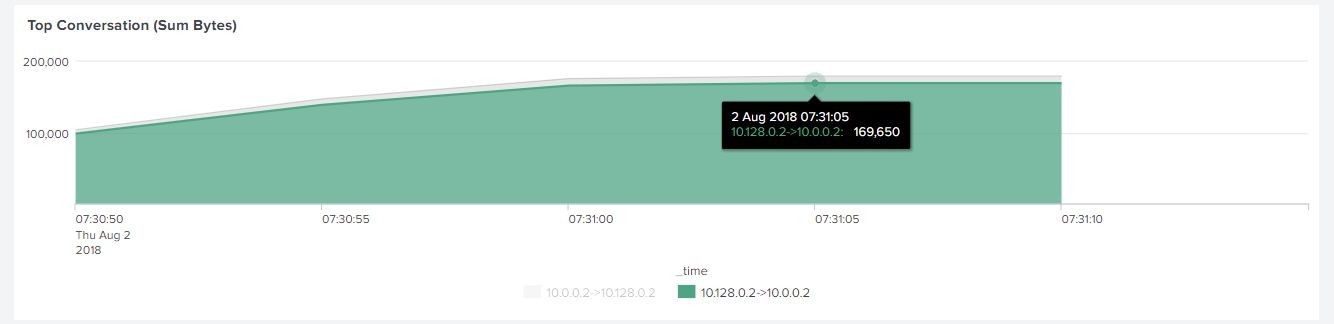 Top Conversation (Sum Bytes)
200,000
100,000
2 Aug 2018 07:31:05
10.128.0.2->10.0.0.2: 169,650
07:30:50 07:30:55 07:31:00 07:31:05 07:31:10
Thu Aug 2
2018
_time
10.0.0.2->10.128.0.2 10.128.0.2->10.0.0.2